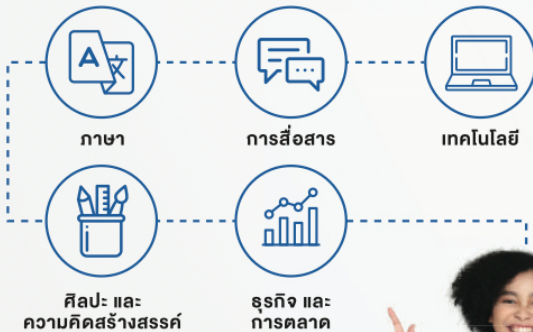 A 文
ภาษา
การสื่อสาร
เทคโนโลยี
ศิลปะ และ
ความคิดสร้างสรรค์
ธุรกิจ และ
การตลาด